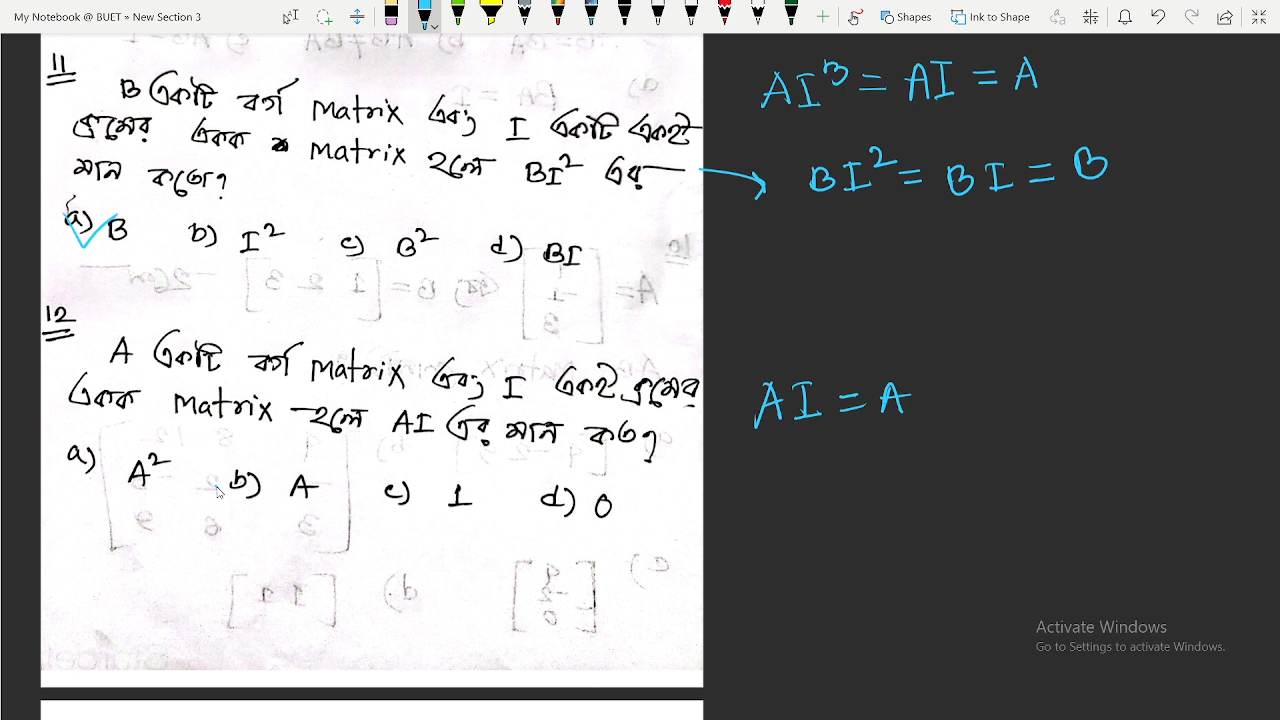 My Notebook @ BUET » New Section 3
Shapes
Ink to Shape
11
B একটি বর্গ Matrix এবং I একটি একই
ক্রমের একক Matrix হলে BI² এর
মান কতো?
a) B b) I² c) B² d) BI
12
A একটি বর্গ Matrix এবং I একই ক্রমের
একক Matrix হলে AI এর মান কত?
a) A² b) A c) 1 d) 0
AI³ = AI = A
BI² = BI = B
AI = A
Activate Windows
Go to Settings to activate Windows.